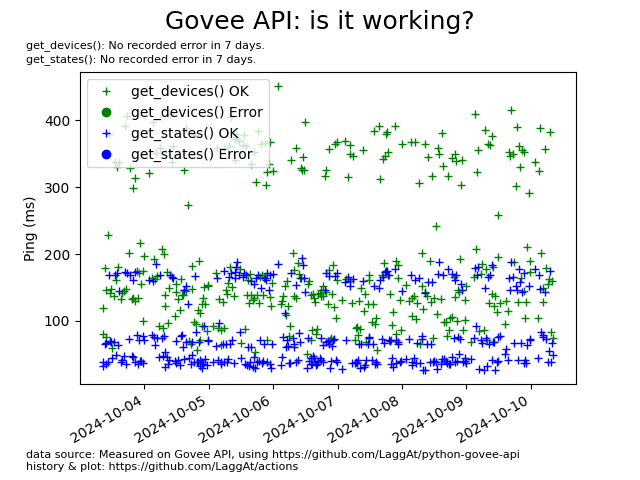 Govee API: is it working?
get_devices(): No recorded error in 7 days.
get_states(): No recorded error in 7 days.
get_devices() OK
get_devices() Error
get_states() OK
get_states() Error
Ping (ms)
400
300
200
100
2024-10-04
2024-10-05
2024-10-06
2024-10-07
2024-10-08
2024-10-09
2024-10-10
data source: Measured on Govee API, using https://github.com/LaggAt/python-govee-api
history & plot: https://github.com/LaggAt/actions